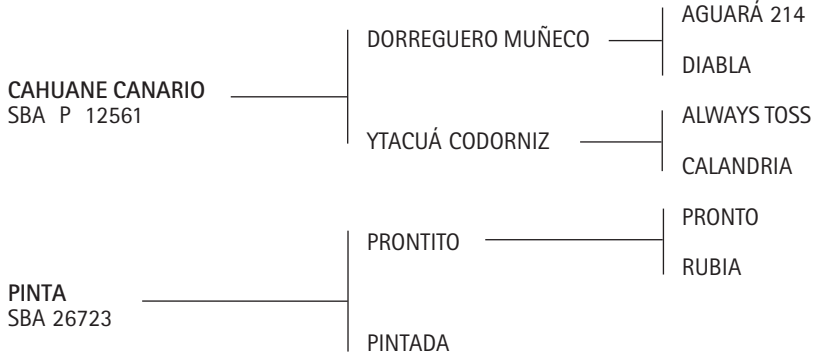 AGUARÁ 214
DORREGUERO MUÑECO
DIABLA
CAHUANE CANARIO
SBA P 12561
ALWAYS TOSS
YTACUÁ CODORNIZ
CALANDRIA
PRONTO
PRONTITO
RUBIA
PINTA
SBA 26723
PINTADA